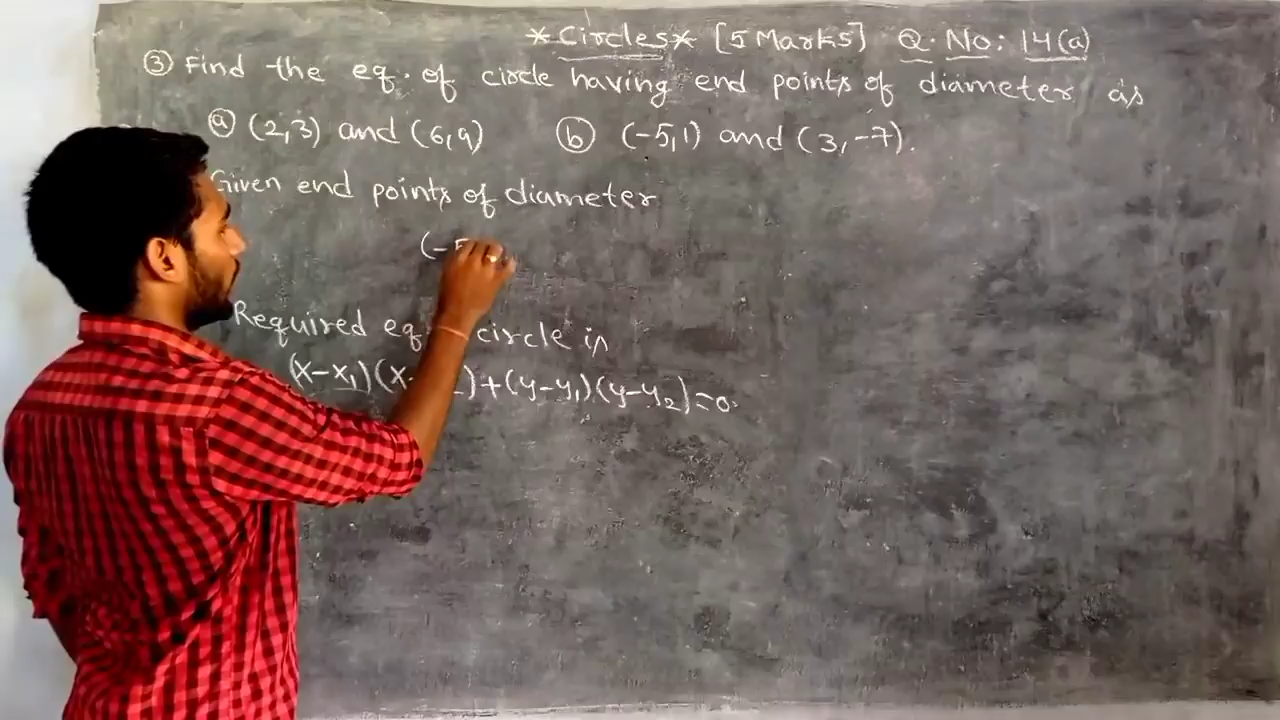 *Circles* [5 Marks] Q. No: 14(a)
③ Find the eq. of circle having end points of diameter as
ⓐ (2,3) and (6,9) ⓑ (-5,1) and (3,-7).
Given end points of diameter
(-5
Required eq circle is
(x-x₁)(x- )+(y-y₁)(y-y₂)=0.